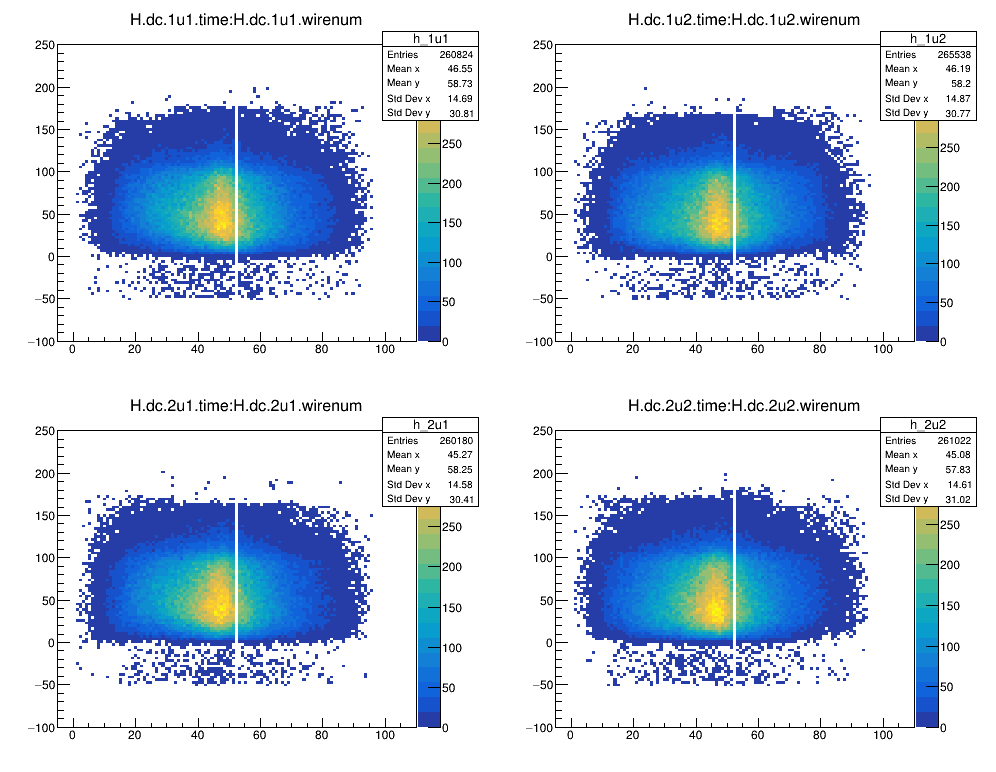 H.dc.1u1.time:H.dc.1u1.wirenum
h_1u1
Entries 260824
Mean x 46.55
Mean y 58.73
Std Dev x 14.69
Std Dev y 30.81
250
200
150
100
50
0
−50
−100
0 20 40 60 80 100
250
200
150
100
50
0
H.dc.1u2.time:H.dc.1u2.wirenum
h_1u2
Entries 265538
Mean x 46.19
Mean y 58.2
Std Dev x 14.87
Std Dev y 30.77
250
200
150
100
50
0
−50
−100
0 20 40 60 80 100
250
200
150
100
50
0
H.dc.2u1.time:H.dc.2u1.wirenum
h_2u1
Entries 260180
Mean x 45.27
Mean y 58.25
Std Dev x 14.58
Std Dev y 30.41
250
200
150
100
50
0
−50
−100
0 20 40 60 80 100
250
200
150
100
50
0
H.dc.2u2.time:H.dc.2u2.wirenum
h_2u2
Entries 261022
Mean x 45.08
Mean y 57.83
Std Dev x 14.61
Std Dev y 31.02
250
200
150
100
50
0
−50
−100
0 20 40 60 80 100
250
200
150
100
50
0